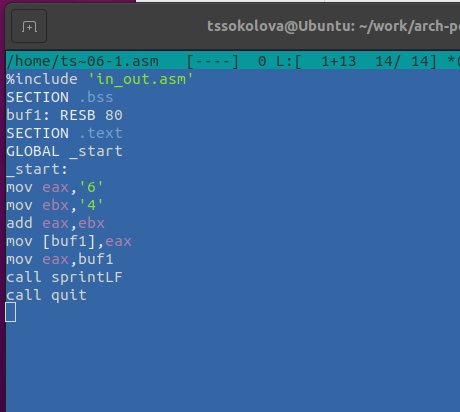 tssokolova@Ubuntu: ~/work/arch-p
/home/ts~06-1.asm [----] 0 L:[ 1+13 14/ 14] *(
%include 'in_out.asm'
SECTION .bss
buf1: RESB 80
SECTION .text
GLOBAL _start
_start:
mov eax,'6'
mov ebx,'4'
add eax,ebx
mov [buf1],eax
mov eax,buf1
call sprintLF
call quit